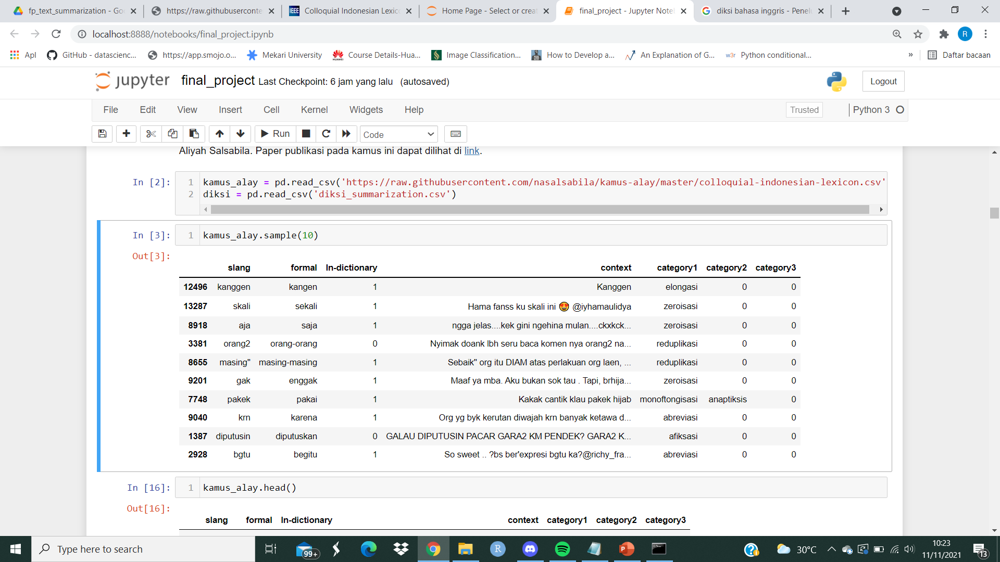 fp_text_summarization - Goo
https://raw.githubuserconte
IEEE Colloquial Indonesian Lexico
Home Page - Select or creat
final_project - Jupyter Noteb
diksi bahasa inggris - Penelu
localhost:8888/notebooks/final_project.ipynb
R
Apl
GitHub - datascienc...
https://app.smojo.o...
Mekari University
HUAWEI
Course Details-Hua...
Image Classification...
How to Develop a...
An Explanation of G...
w3r
Python conditional...
»
Daftar bacaan
jupyter final_project Last Checkpoint: 6 jam yang lalu (autosaved)
Logout
File Edit View Insert Cell Kernel Widgets Help
Trusted
Python 3
Run
Code
Aliyah Salsabila. Paper publikasi pada kamus ini dapat dilihat di link.
In [2]:
1 kamus_alay = pd.read_csv('https://raw.githubusercontent.com/nasalsabila/kamus-alay/master/colloquial-indonesian-lexicon.csv'
2 diksi = pd.read_csv('diksi_summarization.csv')
In [3]:
1 kamus_alay.sample(10)
Out[3]:
slang formal In-dictionary context category1 category2 category3
12496 kanggen kangen 1 Kanggen elongasi 0 0
13287 skali sekali 1 Hama fanss ku skali ini 😍 @iyhamaulidya zeroisasi 0 0
8918 aja saja 1 ngga jelas....kek gini ngehina mulan....ckxkck... zeroisasi 0 0
3381 orang2 orang-orang 0 Nyimak doank lbh seru baca komen nya orang2 na... reduplikasi 0 0
8655 masing" masing-masing 1 Sebaik" org itu DIAM atas perlakuan org laen, ... reduplikasi 0 0
9201 gak enggak 1 Maaf ya mba. Aku bukan sok tau . Tapi, brhija... zeroisasi 0 0
7748 pakek pakai 1 Kakak cantik klau pakek hijab monoftongisasi anaptiksis 0
9040 krn karena 1 Org yg byk kerutan diwajah krn banyak ketawa d... abreviasi 0 0
1387 diputusin diputuskan 0 GALAU DIPUTUSIN PACAR GARA2 KM PENDEK? GARA2 K... afiksasi 0 0
2928 bgtu begitu 1 So sweet .. ?bs ber'expresi bgtu ka?@richy_fra... abreviasi 0 0
In [16]:
1 kamus_alay.head()
Out[16]:
slang formal In-dictionary context category1 category2 category3
Type here to search
99+
R
P
30°C
10:23
11/11/2021
13